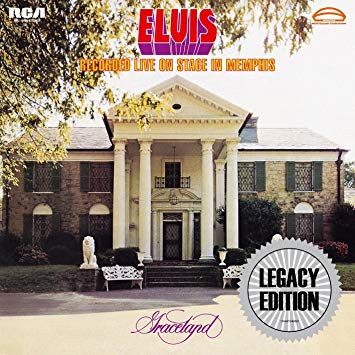 RCA
ELVIS
RECORDED LIVE ON STAGE IN MEMPHIS
LEGACY
EDITION
Graceland